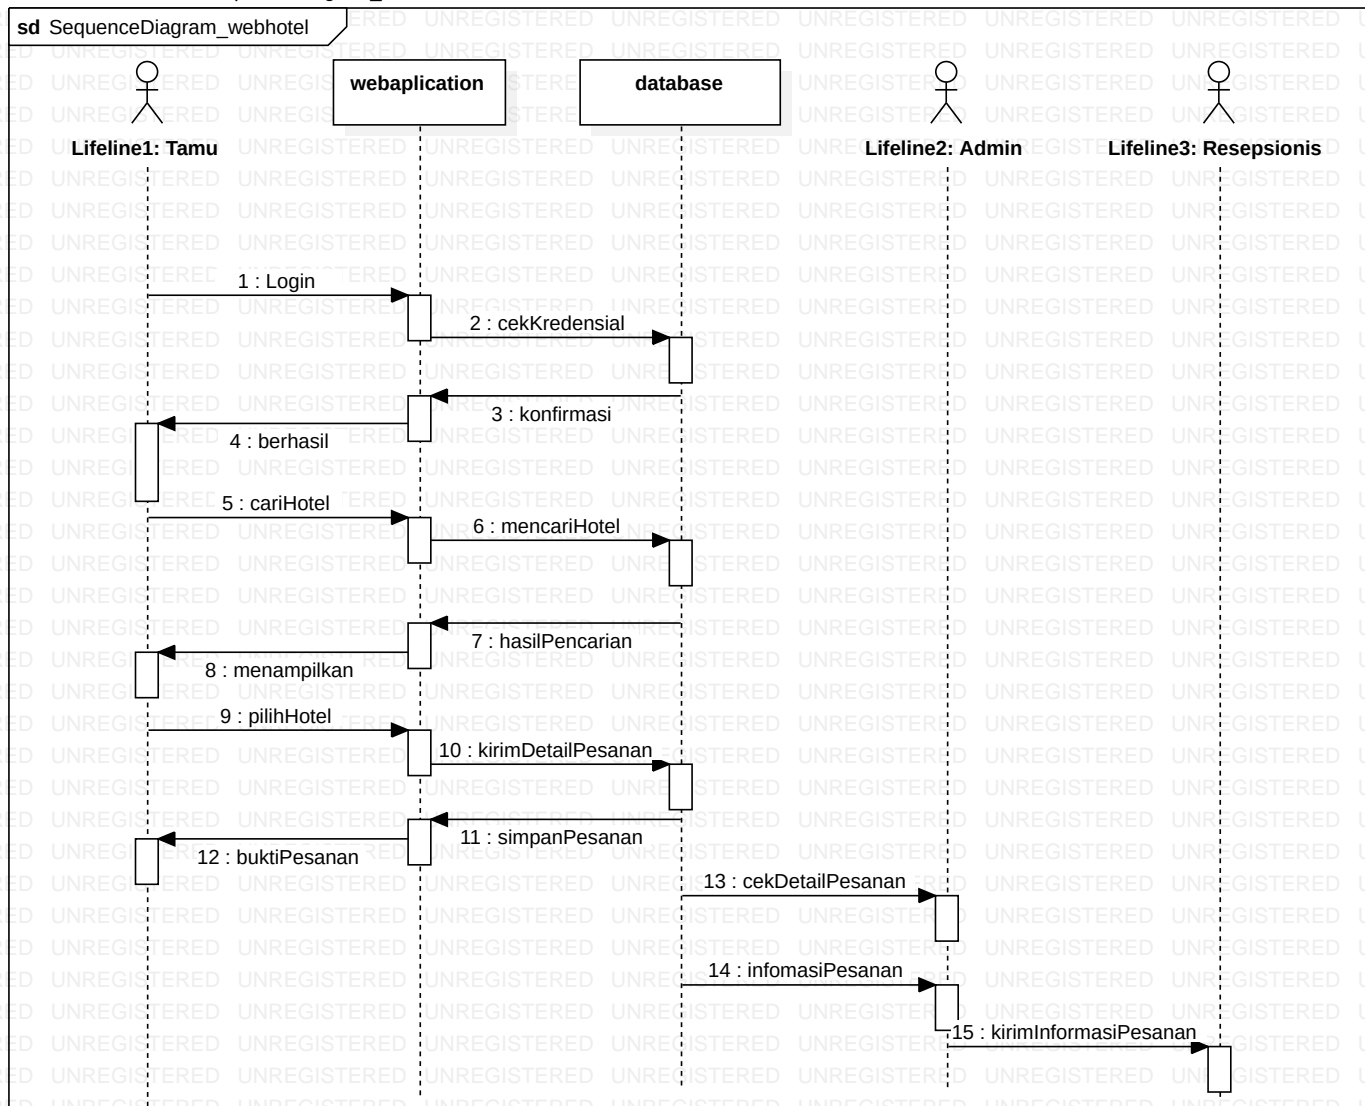 sd SequenceDiagram_webhotel
webaplication
database
Lifeline1: Tamu
Lifeline2: Admin
Lifeline3: Resepsionis
1 : Login
2 : cekKredensial
3 : konfirmasi
4 : berhasil
5 : cariHotel
6 : mencariHotel
7 : hasilPencarian
8 : menampilkan
9 : pilihHotel
10 : kirimDetailPesanan
11 : simpanPesanan
12 : buktiPesanan
13 : cekDetailPesanan
14 : infomasiPesanan
15 : kirimInformasiPesanan
UNREGISTERED